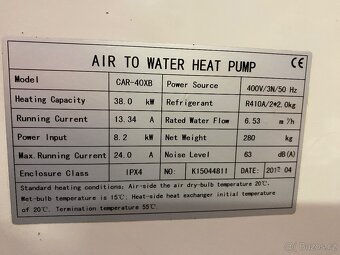 AIR TO WATER HEAT PUMP CE
Model CAR-40XB Power Source 400V/3N/50 Hz
Heating Capacity 38.0 kW Refrigerant R410A/2*2.0kg
Running Current 13.34 A Rated Water Flow 6.53 m³/h
Power Input 8.2 kW Net Weight 280 kg
Max.Running Current 24.0 A Noise Level 63 dB(A)
Enclosure Class IPX4 NO: K15044811 DATE: 04
Standard heating conditions: Air-side the air dry-bulb temperature 20℃.
Wet-bulb temperature is 15℃; Heat-side heat exchanger initial temperature
of 20℃. Termination temperature 55℃